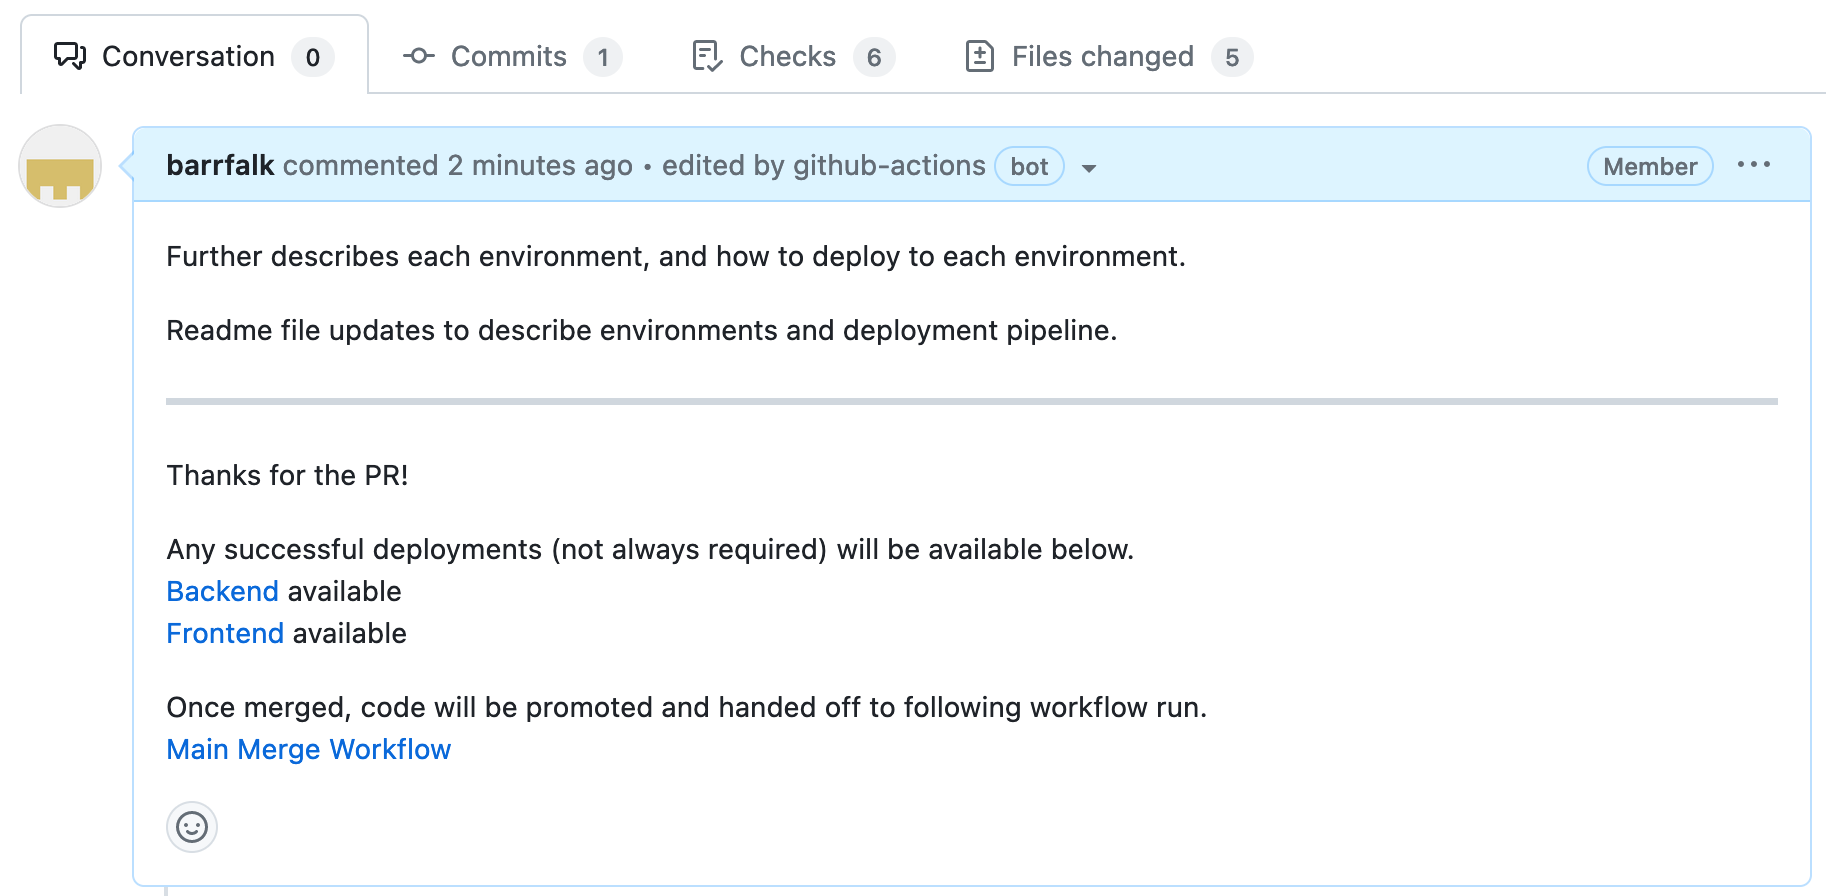 Conversation 0 Commits 1 Checks 6 Files changed 5
barrfalk commented 2 minutes ago • edited by github-actions bot Member
Further describes each environment, and how to deploy to each environment.
Readme file updates to describe environments and deployment pipeline.
Thanks for the PR!
Any successful deployments (not always required) will be available below.
Backend available
Frontend available
Once merged, code will be promoted and handed off to following workflow run.
Main Merge Workflow